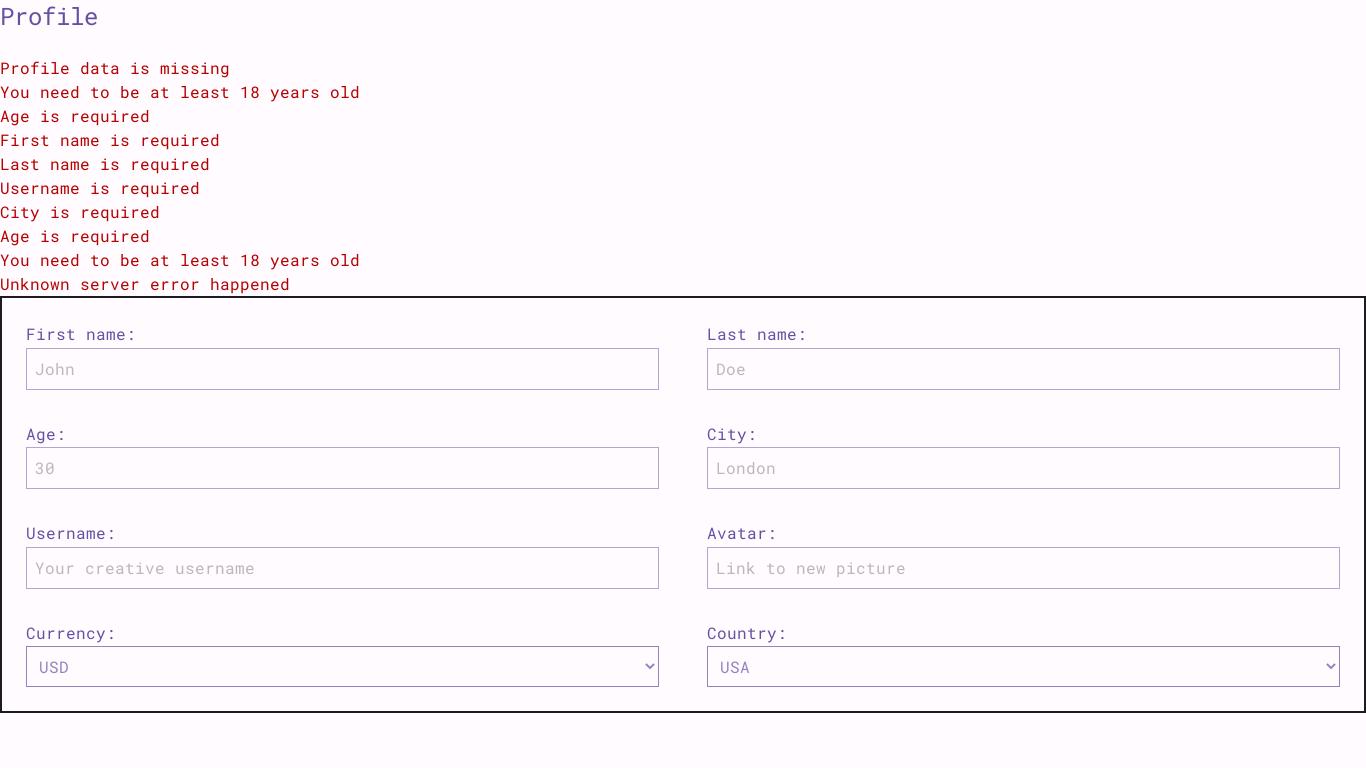 Profile
Profile data is missing
You need to be at least 18 years old
Age is required
First name is required
Last name is required
Username is required
City is required
Age is required
You need to be at least 18 years old
Unknown server error happened
First name:
Last name:
John
Doe
Age:
City:
30
London
Username:
Avatar:
Your creative username
Link to new picture
Currency:
Country:
USD
USA